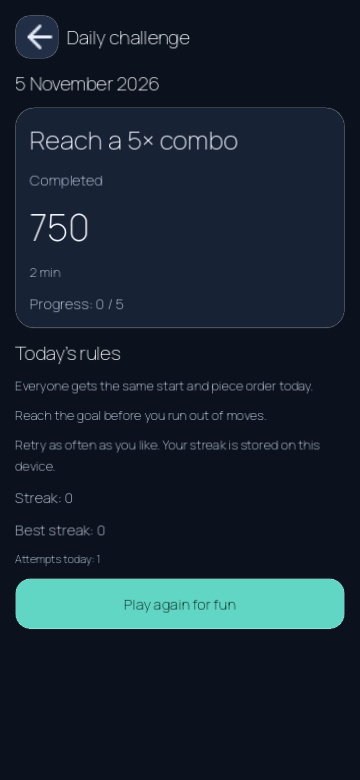 Daily challenge
5 November 2026
Reach a 5× combo
Completed
750
2 min
Progress: 0 / 5
Today's rules
Everyone gets the same start and piece order today.
Reach the goal before you run out of moves.
Retry as often as you like. Your streak is stored on this
device.
Streak: 0
Best streak: 0
Attempts today: 1
Play again for fun